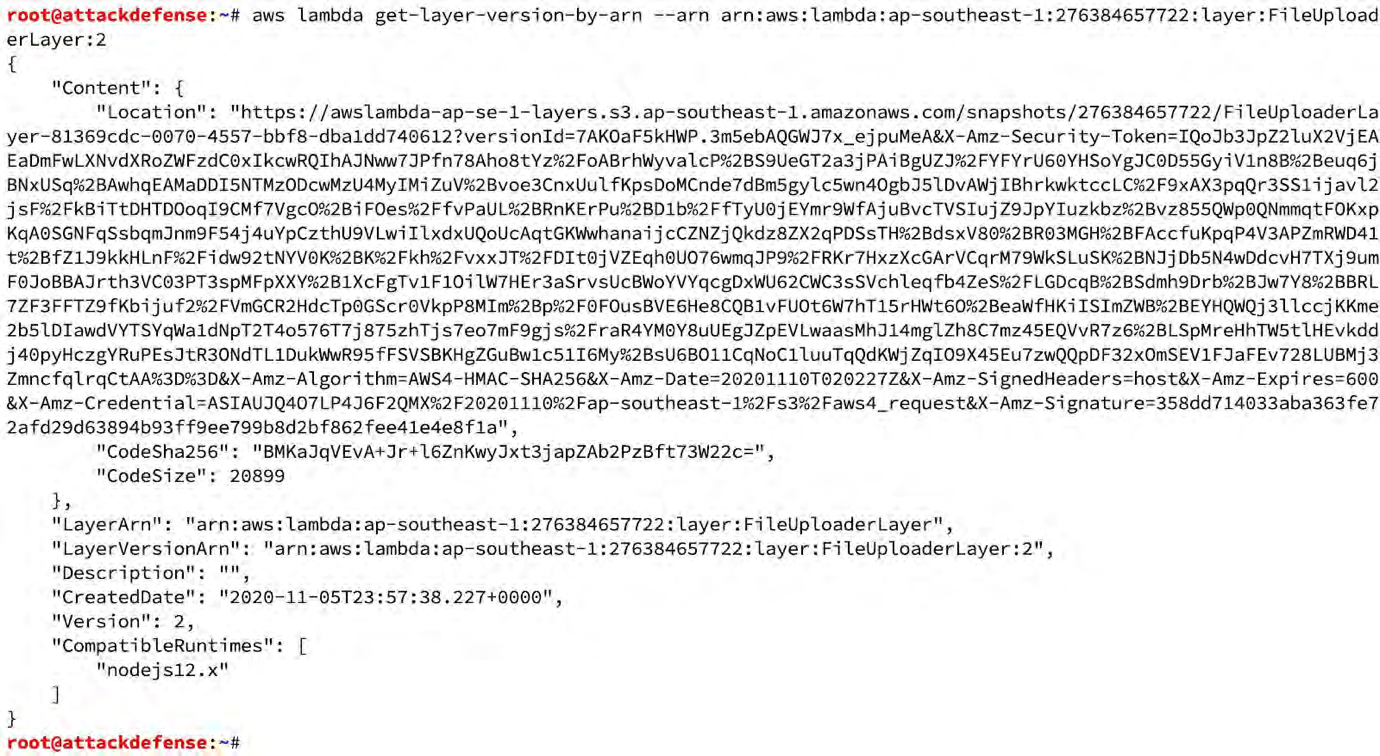 root@attackdefense:~# aws lambda get-layer-version-by-arn --arn arn:aws:lambda:ap-southeast-1:276384657722:layer:FileUpload
erLayer:2
{
    "Content": {
        "Location": "https://awslambda-ap-se-1-layers.s3.ap-southeast-1.amazonaws.com/snapshots/276384657722/FileUploaderLa
yer-81369cdc-0070-4557-bbf8-dba1dd740612?versionId=7AKOaF5kHWP.3m5ebAQGWJ7x_ejpuMeA&X-Amz-Security-Token=IQoJb3JpZ2luX2VjEA
EaDmFwLXNvdXRoZWFzdC0xIkcwRQIhAJNww7JPfn78Aho8tYz%2FoABrhWyvalcP%2BS9UeGT2a3jPAiBgUZJ%2FYFYrU60YHSoYgJC0D55GyiV1n8B%2Beuq6j
BNxUSq%2BAwhqEAMaDDI5NTMzODcwMzU4MyIMiZuV%2Bvoe3CnxUulfKpsDoMCnde7dBm5gylc5wn4OgbJ5lDvAWjIBhrkwktccLC%2F9xAX3pqQr3SS1ijavl2
jsF%2FkBiTtDHTDOoqI9CMf7VgcO%2BiFOes%2FfvPaUL%2BRnKErPu%2BD1b%2FfTyU0jEYmr9WfAjuBvcTVSIujZ9JpYIuzkbz%2Bvz855QWp0QNmmqtFOKxp
KqA0SGNFqSsbqmJnm9F54j4uYpCzthU9VLwiIlxdxUQoUcAqtGKWwhanaijcCZNZjQkdz8ZX2qPDSsTH%2BdsxV80%2BR03MGH%2BFAccfuKpqP4V3APZmRWD41
t%2BfZ1J9kkHLnF%2Fidw92tNYV0K%2BK%2Fkh%2FvxxJT%2FDIt0jVZEqh0UO76wmqJP9%2FRKr7HxzXcGArVCqrM79WkSLuSK%2BNJjDb5N4wDdcvH7TXj9um
F0JoBBAJrth3VC03PT3spMFpXXY%2B1XcFgTv1F1OilW7HEr3aSrvsUcBWoYVYqcgDxWU62CWC3sSVchleqfb4ZeS%2FLGDcqB%2BSdmh9Drb%2BJw7Y8%2BBRL
7ZF3FFTZ9fKbijuf2%2FVmGCR2HdcTp0GScr0VkpP8MIm%2Bp%2F0FOusBVE6He8CQB1vFUOt6W7hT15rHWt6O%2BeaWfHKiISImZWB%2BEYHQWQj3llccjKKme
2b5lDIawdVYTSYqWa1dNpT2T4o576T7j875zhTjs7eo7mF9gjs%2FraR4YM0Y8uUEgJZpEVLwaasMhJ14mglZh8C7mz45EQVvR7z6%2BLSpMreHhTW5tlHEvkdd
j40pyHczgYRuPEsJtR3ONdTL1DukWwR95fFSVSBKHgZGuBw1c51I6My%2BsU6BO11CqNoC1luuTqQdKWjZqIO9X45Eu7zwQQpDF32xOmSEV1FJaFEv728LUBMj3
ZmncfqlrqCtAA%3D%3D&X-Amz-Algorithm=AWS4-HMAC-SHA256&X-Amz-Date=20201110T020227Z&X-Amz-SignedHeaders=host&X-Amz-Expires=600
&X-Amz-Credential=ASIAUJQ4O7LP4J6F2QMX%2F20201110%2Fap-southeast-1%2Fs3%2Faws4_request&X-Amz-Signature=358dd714033aba363fe7
2afd29d63894b93ff9ee799b8d2bf862fee41e4e8f1a",
        "CodeSha256": "BMKaJqVEvA+Jr+l6ZnKwyJxt3japZAb2PzBft73W22c=",
        "CodeSize": 20899
    },
    "LayerArn": "arn:aws:lambda:ap-southeast-1:276384657722:layer:FileUploaderLayer",
    "LayerVersionArn": "arn:aws:lambda:ap-southeast-1:276384657722:layer:FileUploaderLayer:2",
    "Description": "",
    "CreatedDate": "2020-11-05T23:57:38.227+0000",
    "Version": 2,
    "CompatibleRuntimes": [
        "nodejs12.x"
    ]
}
root@attackdefense:~#